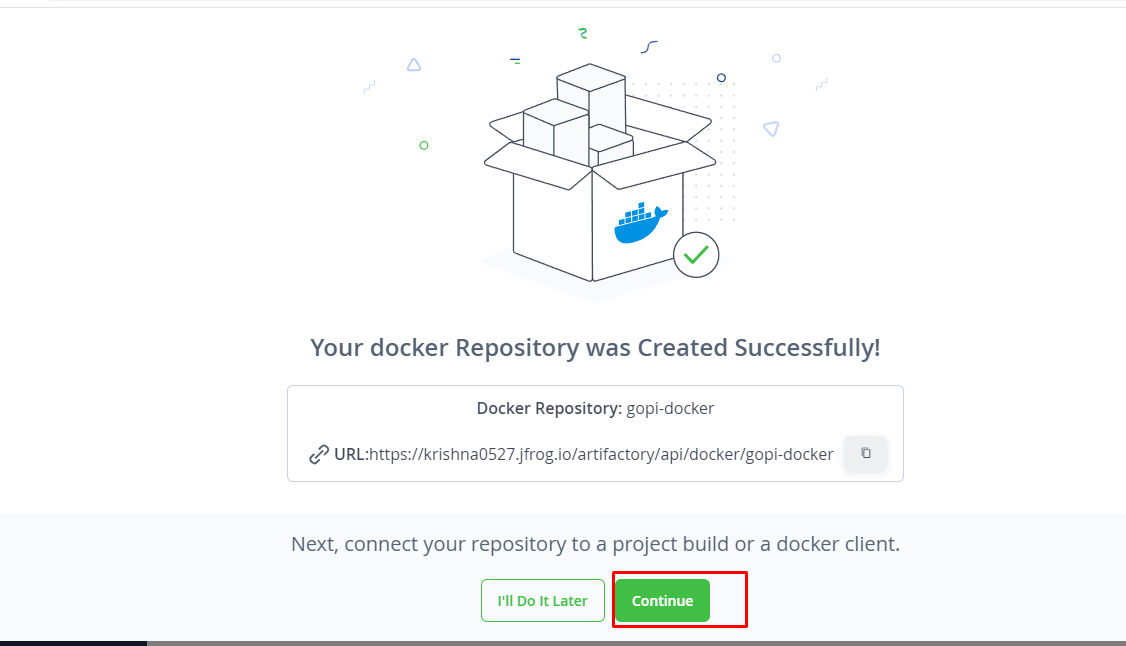 Your docker Repository was Created Successfully!
Docker Repository: gopi-docker
URL:https://krishna0527.jfrog.io/artifactory/api/docker/gopi-docker
Next, connect your repository to a project build or a docker client.
I'll Do It Later
Continue